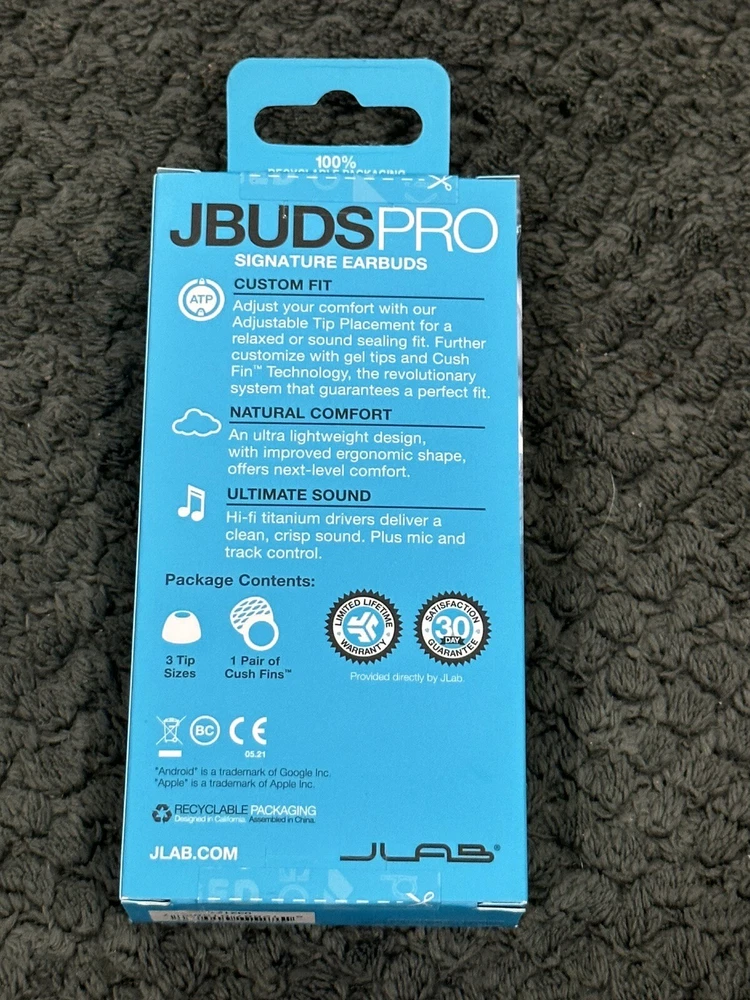 100%
RECYCLABLE PACKAGING
JBUDSPRO
SIGNATURE EARBUDS
ATP
CUSTOM FIT
Adjust your comfort with our
Adjustable Tip Placement for a
relaxed or sound sealing fit. Further
customize with gel tips and Cush
Fin™ Technology, the revolutionary
system that guarantees a perfect fit.
NATURAL COMFORT
An ultra lightweight design,
with improved ergonomic shape,
offers next-level comfort.
ULTIMATE SOUND
Hi-fi titanium drivers deliver a
clean, crisp sound. Plus mic and
track control.
Package Contents:
3 Tip
Sizes
1 Pair of
Cush Fins™
LIMITED LIFETIME
WARRANTY
SATISFACTION
30
DAY
GUARANTEE
Provided directly by JLab.
BC
CE
05.21
"Android" is a trademark of Google Inc.
"Apple" is a trademark of Apple Inc.
RECYCLABLE PACKAGING
Designed in California. Assembled in China.
JLAB.COM
JLAB®